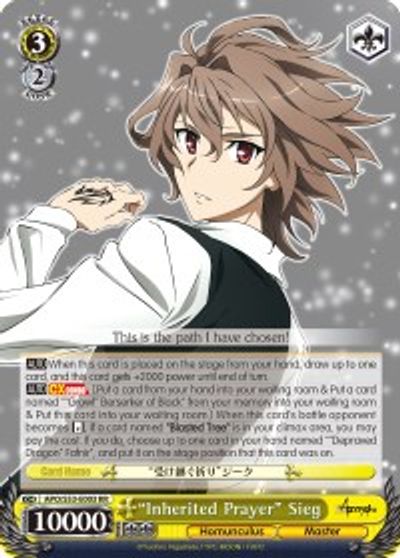 3
2
This is the path I have chosen!
AUTO When this card is placed on the stage from your hand, draw up to one
card, and this card gets +2000 power until end of turn.
AUTO CX COMBO [Put a card from your hand into your waiting room & Put a card
named ""Growl" Berserker of Black" from your memory into your waiting room
& Put this card into your waiting room] When this card's battle opponent
becomes, if a card named "Blasted Tree" is in your climax area, you may
pay the cost. If you do, choose up to one card in your hand named ""Depraved
Dragon" Fafnir", and put it on the stage position that this card was.
Card Name
"受け継ぐ祈り"ジーク
RR
10000
"Inherited Prayer" Sieg
Homunculus
Master